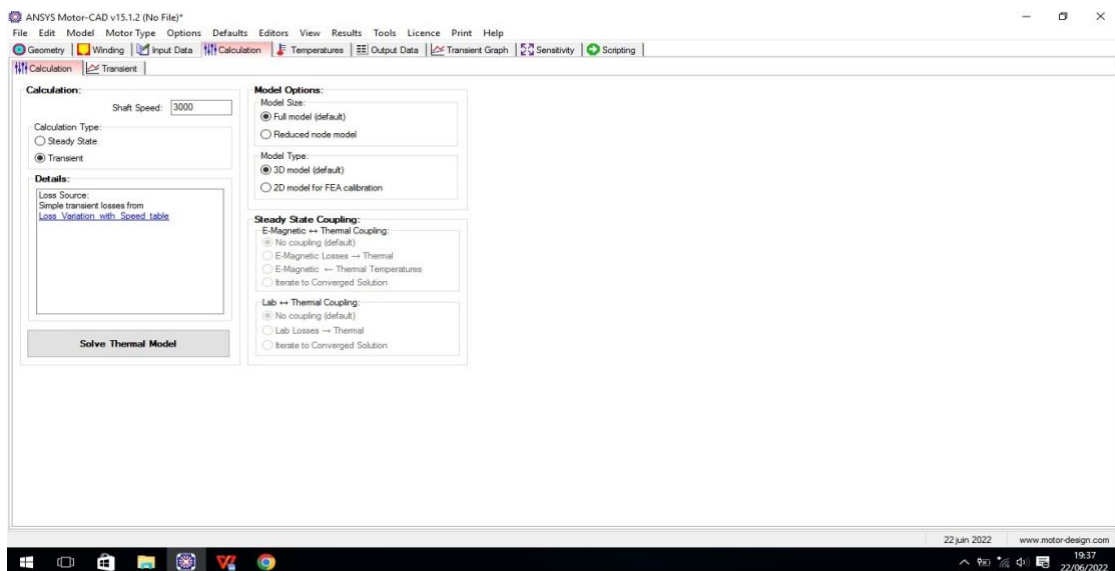 ANSYS Motor-CAD v15.1.2 (No File)*
File Edit Model Motor Type Options Defaults Editors View Results Tools Licence Print Help
Geometry Winding Input Data Calculation Temperatures Output Data Transient Graph Sensitivity Scripting
Calculation Transient
Calculation:
Shaft Speed: 3000
Calculation Type:
Steady State
Transient
Details:
Loss Source:
Simple transient losses from
Loss Variation with Speed table
Solve Thermal Model
Model Options:
Model Size:
Full model (default)
Reduced node model
Model Type:
3D model (default)
2D model for FEA calibration
Steady State Coupling:
E-Magnetic ↔ Thermal Coupling:
No coupling (default)
E-Magnetic Losses → Thermal
E-Magnetic ← Thermal Temperatures
Iterate to Converged Solution
Lab ↔ Thermal Coupling:
No coupling (default)
Lab Losses → Thermal
Iterate to Converged Solution
22 juin 2022 www.motor-design.com
19:37
22/06/2022